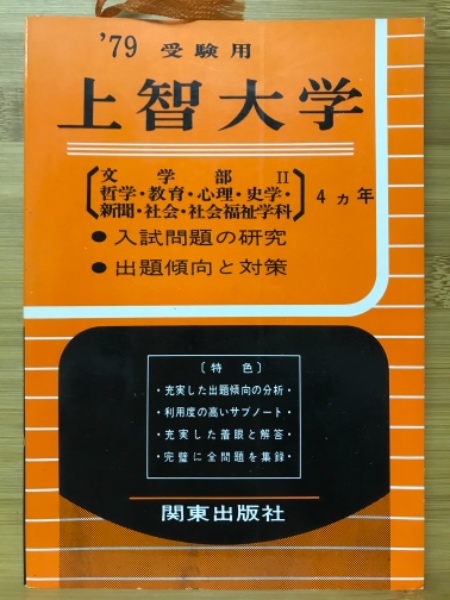 '79 受験用
上智大学
文学部 II
哲学・教育・心理・史学・
新聞・社会・社会福祉学科
4ヵ年
● 入試問題の研究
● 出題傾向と対策
〔特色〕
・充実した出題傾向の分析・
・利用度の高いサブノート・
・充実した着眼と解答・
・完璧に全問題を集録・
関東出版社